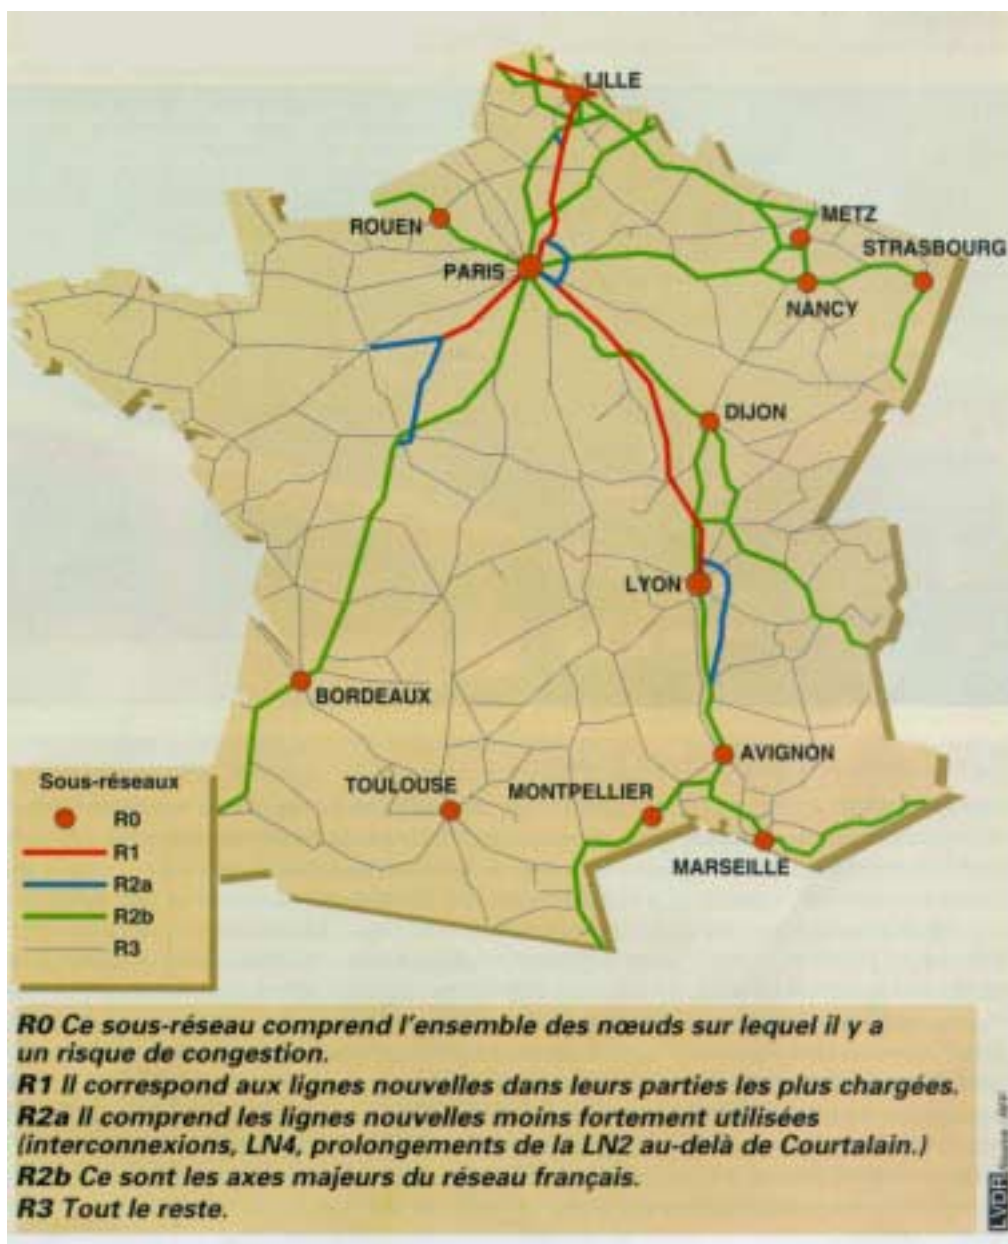 LILLE
ROUEN
METZ
STRASBOURG
PARIS
NANCY
DIJON
LYON
BORDEAUX
AVIGNON
TOULOUSE
MONTPELLIER
MARSEILLE
Sous-réseaux
R0
R1
R2a
R2b
R3
R0 Ce sous-réseau comprend l'ensemble des nœuds sur lequel il y a
un risque de congestion.
R1 Il correspond aux lignes nouvelles dans leurs parties les plus chargées.
R2a Il comprend les lignes nouvelles moins fortement utilisées
(interconnexions, LN4, prolongements de la LN2 au-delà de Courtalain.)
R2b Ce sont les axes majeurs du réseau français.
R3 Tout le reste.
LVDR